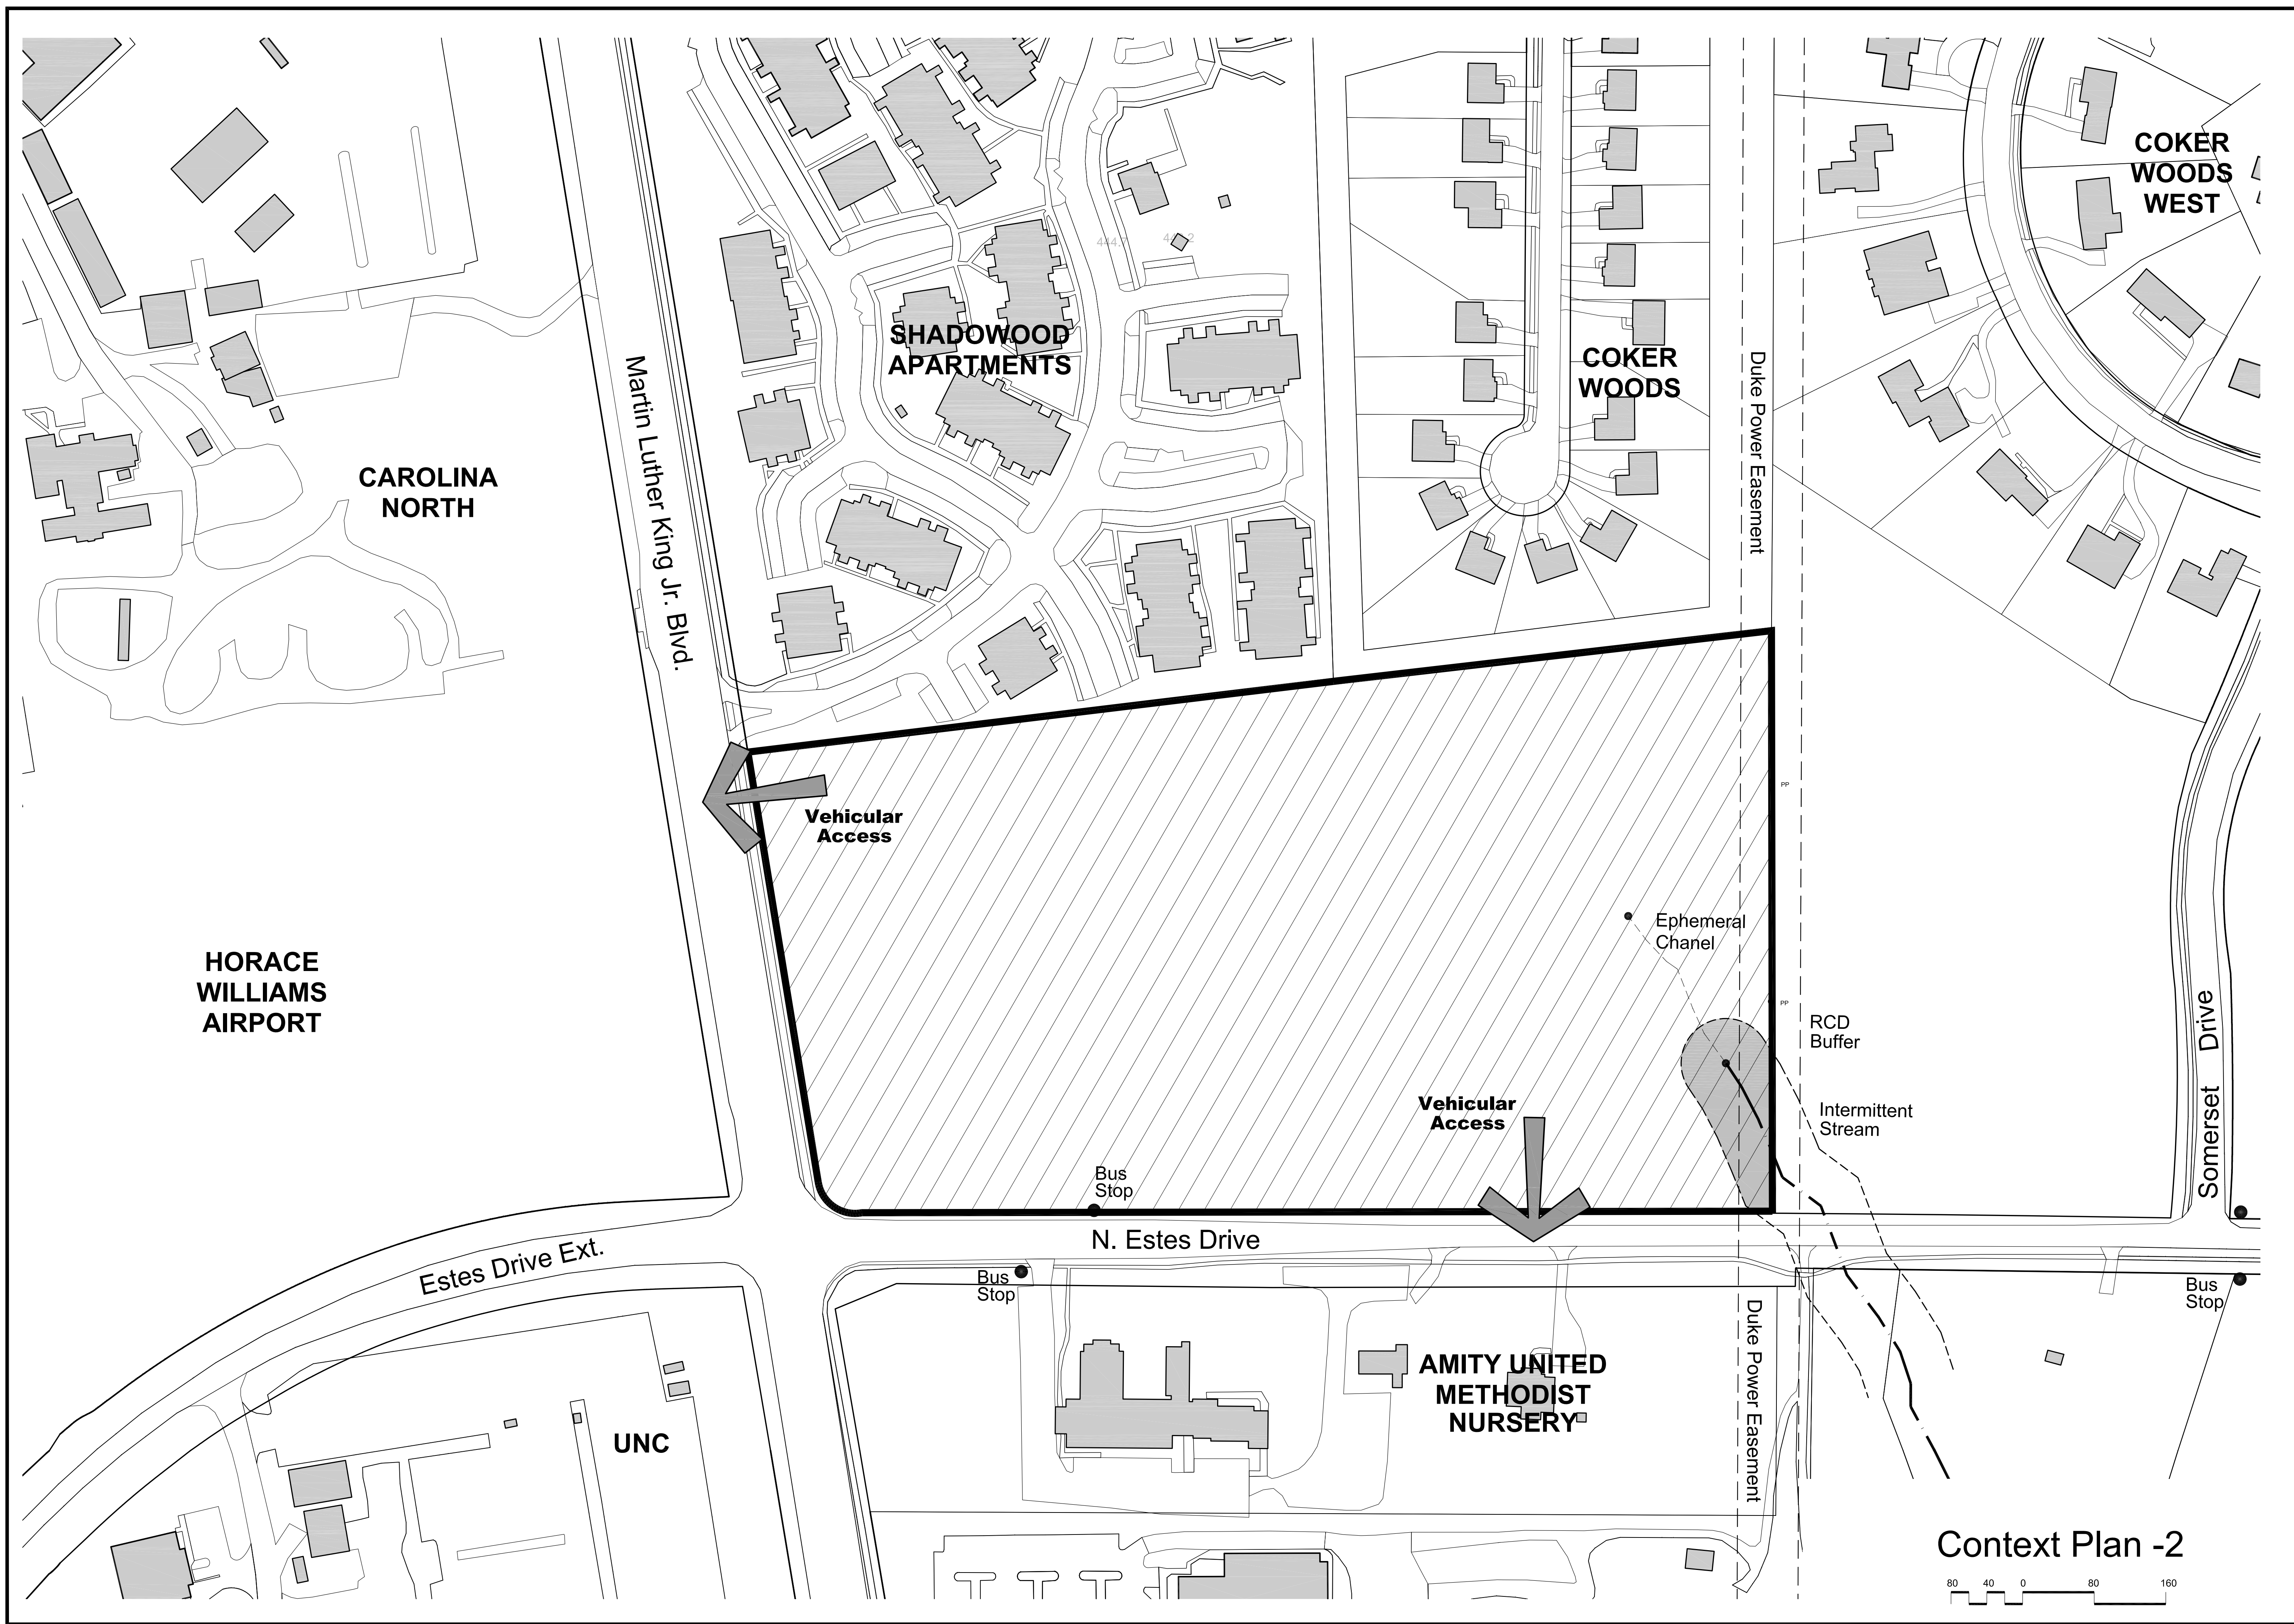 COKER
WOODS
WEST
444.
SHADOWOOD
APARTMENTS
COKER
WOODS
Duke Power Easement
Martin Luther King Jr. Blvd.
CAROLINA
NORTH
Vehicular
Access
PP
Ephemeral
Chanel
HORACE
WILLIAMS
AIRPORT
PP
RCD
Buffer
Somerset Drive
Vehicular
Access
Intermittent
Stream
Bus
Stop
N. Estes Drive
Estes Drive Ext.
Bus
Stop
Bus
Stop
Duke Power Easement
AMITY UNITED
METHODIST
NURSERY
UNC
Context Plan -2
80 40 0 80 160